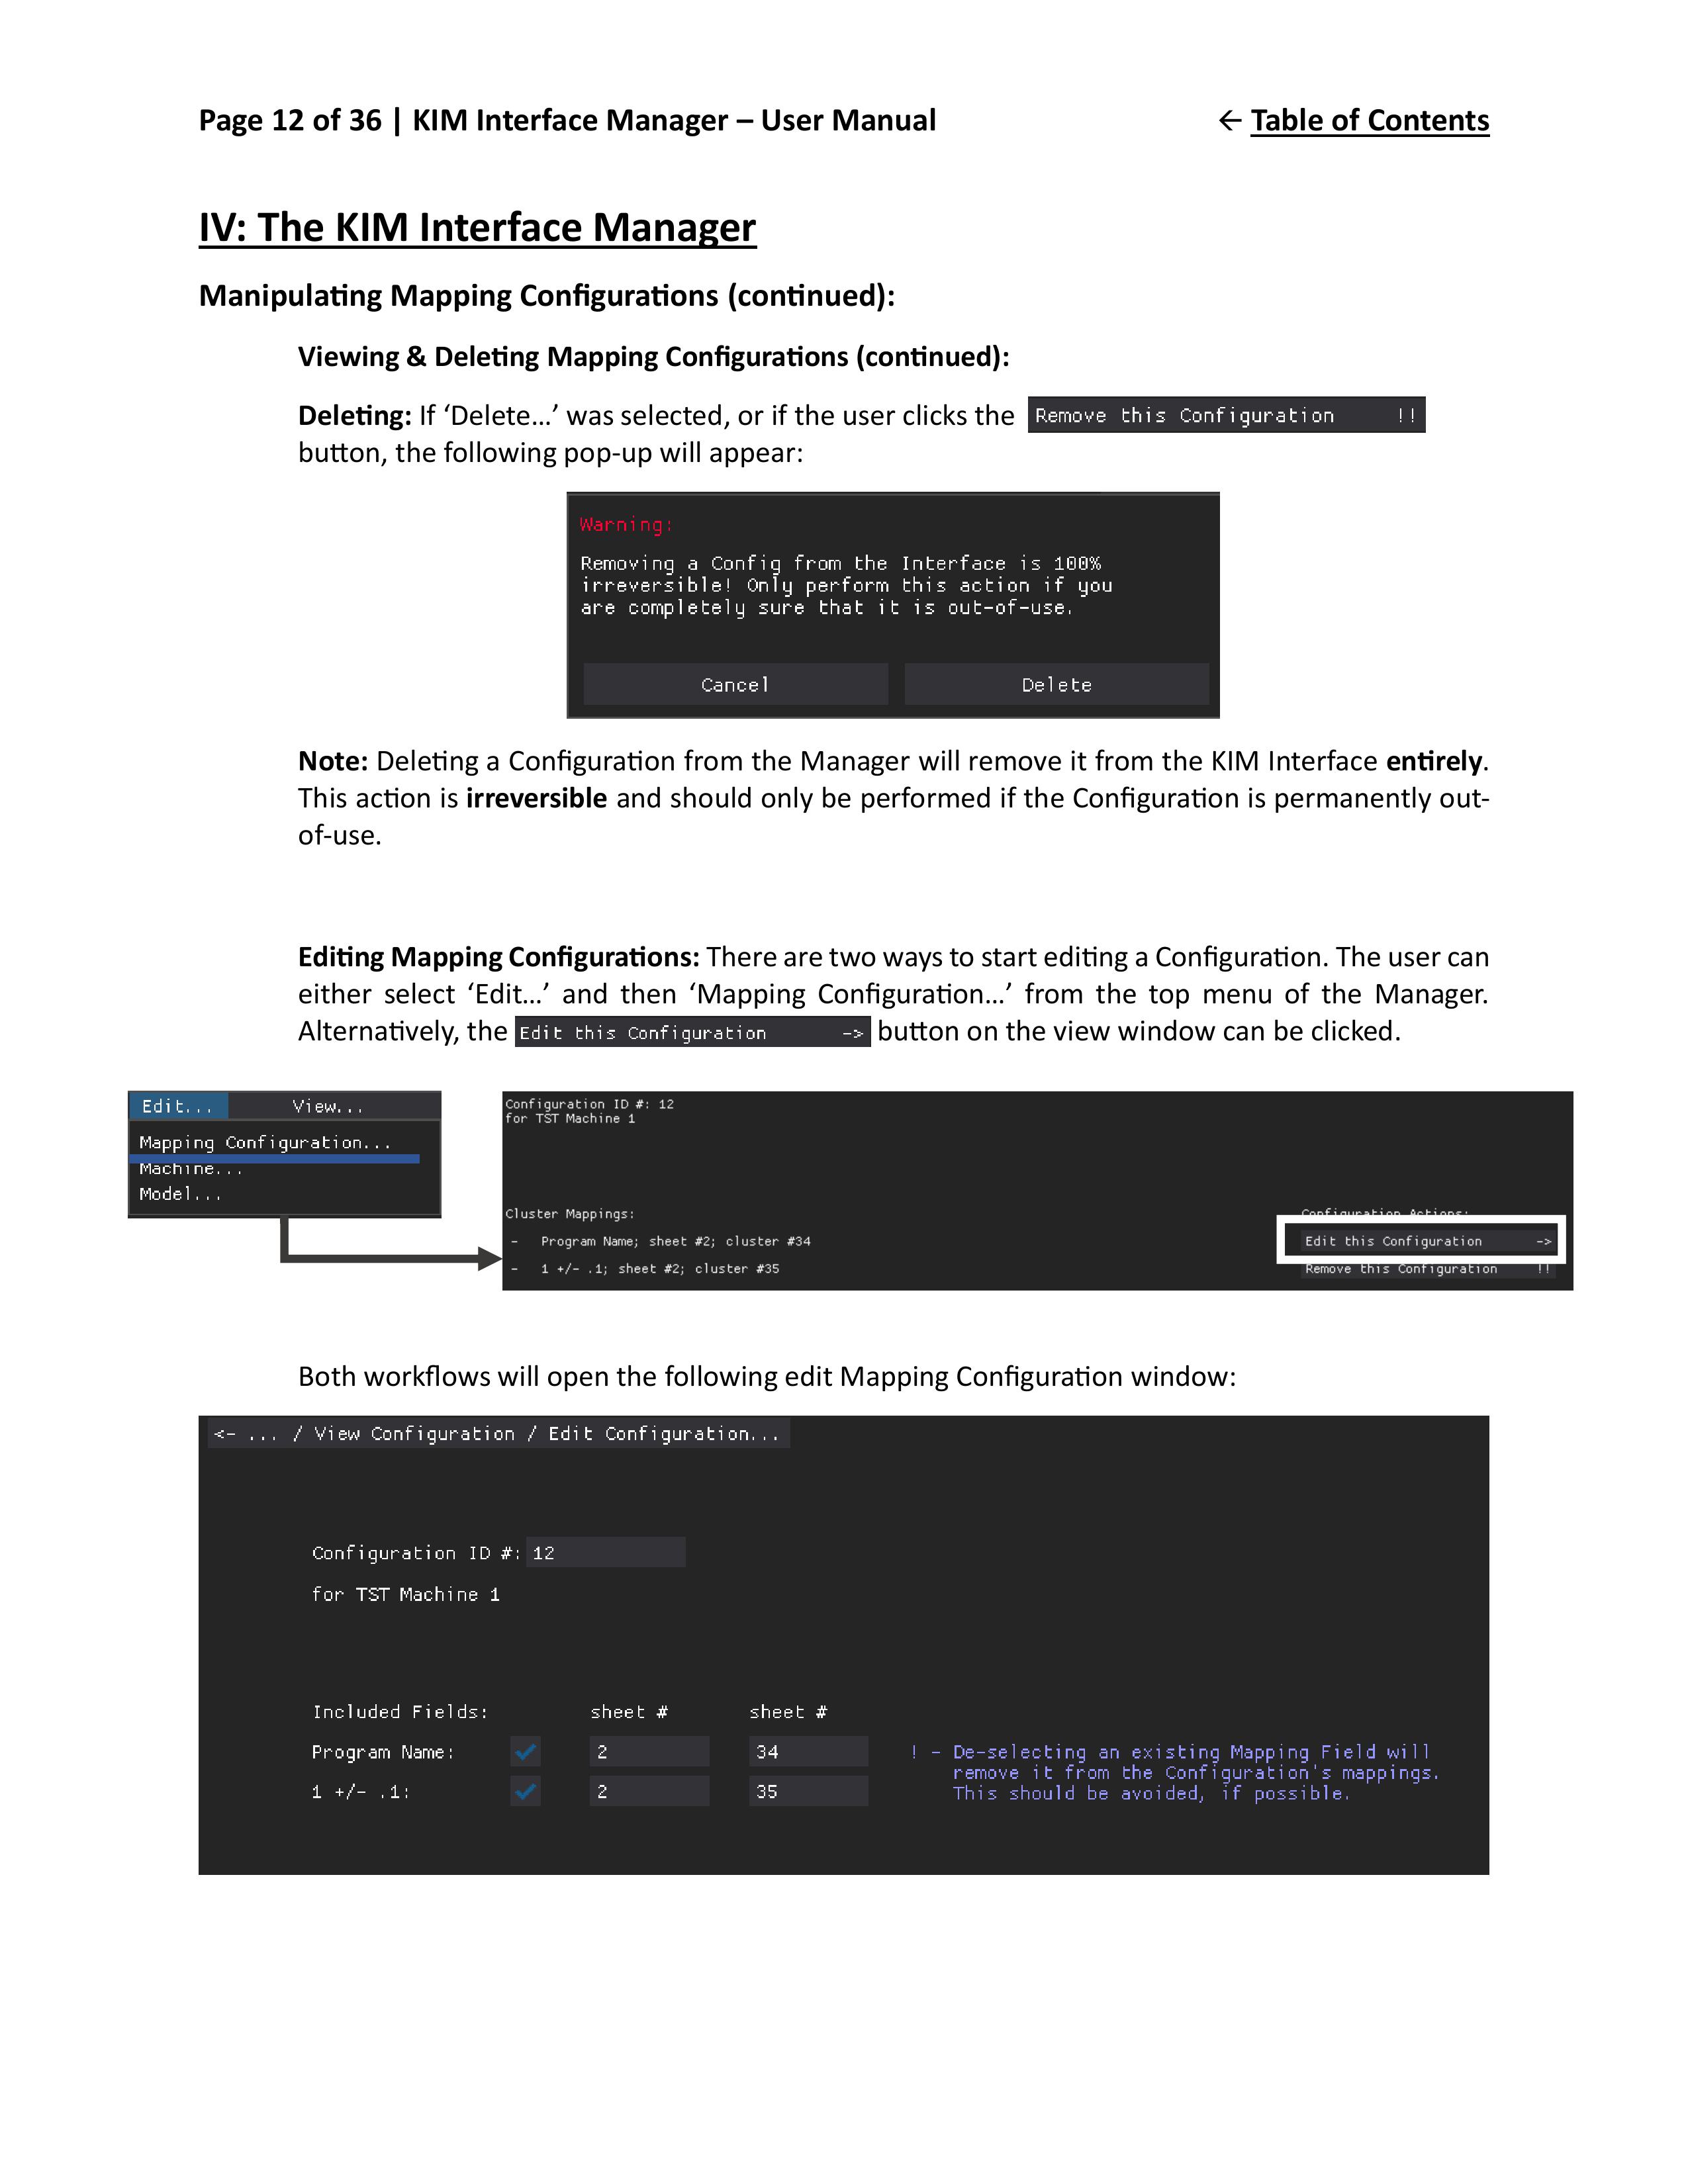 Page 12 of 36 | KIM Interface Manager – User Manual
← Table of Contents
IV: The KIM Interface Manager
Manipulating Mapping Configurations (continued):
Viewing & Deleting Mapping Configurations (continued):
Deleting: If ‘Delete…’ was selected, or if the user clicks the Remove this Configuration !!
button, the following pop-up will appear:
Warning:
Removing a Config from the Interface is 100%
irreversible! Only perform this action if you
are completely sure that it is out-of-use.
Cancel Delete
Note: Deleting a Configuration from the Manager will remove it from the KIM Interface entirely.
This action is irreversible and should only be performed if the Configuration is permanently out-
of-use.
Editing Mapping Configurations: There are two ways to start editing a Configuration. The user can
either select ‘Edit…’ and then ‘Mapping Configuration…’ from the top menu of the Manager.
Alternatively, the Edit this Configuration -> button on the view window can be clicked.
Edit... View...
Mapping Configuration...
Machine...
Model...
Configuration ID #: 12
for TST Machine 1
Cluster Mappings:
- Program Name; sheet #2; cluster #34
- 1 +/- .1; sheet #2; cluster #35
Configuration Actions:
Edit this Configuration ->
Remove this Configuration !!
Both workflows will open the following edit Mapping Configuration window:
<- ... / View Configuration / Edit Configuration...
Configuration ID #: 12
for TST Machine 1
Included Fields: sheet # sheet #
Program Name: 2 34
1 +/- .1: 2 35
! - De-selecting an existing Mapping Field will
remove it from the Configuration's mappings.
This should be avoided, if possible.